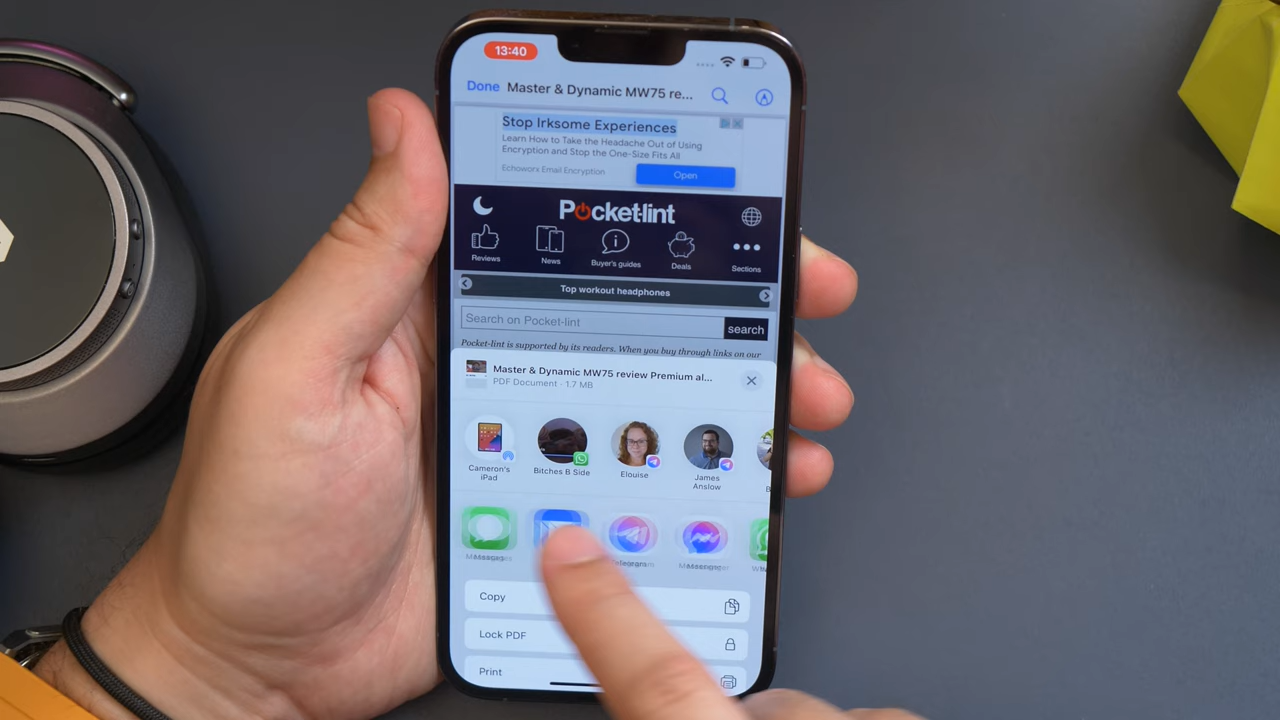 13:40
Done Master & Dynamic MW75 re...
Stop Irksome Experiences
Learn How to Take the Headache Out of Using
Encryption and Stop the One-Size Fits All
Echoworx Email Encryption
Open
Pocket-lint
Reviews News Buyer's guides Deals Sections
Top workout headphones
Search on Pocket-lint search
Pocket-lint is supported by its readers. When you buy through links on our
Master & Dynamic MW75 review Premium al...
PDF Document · 1.7 MB
Cameron's
iPad
Bitches B Side
Elouise
James
Anslow
Messages Telegram Messenger
Copy
Lock PDF
Print